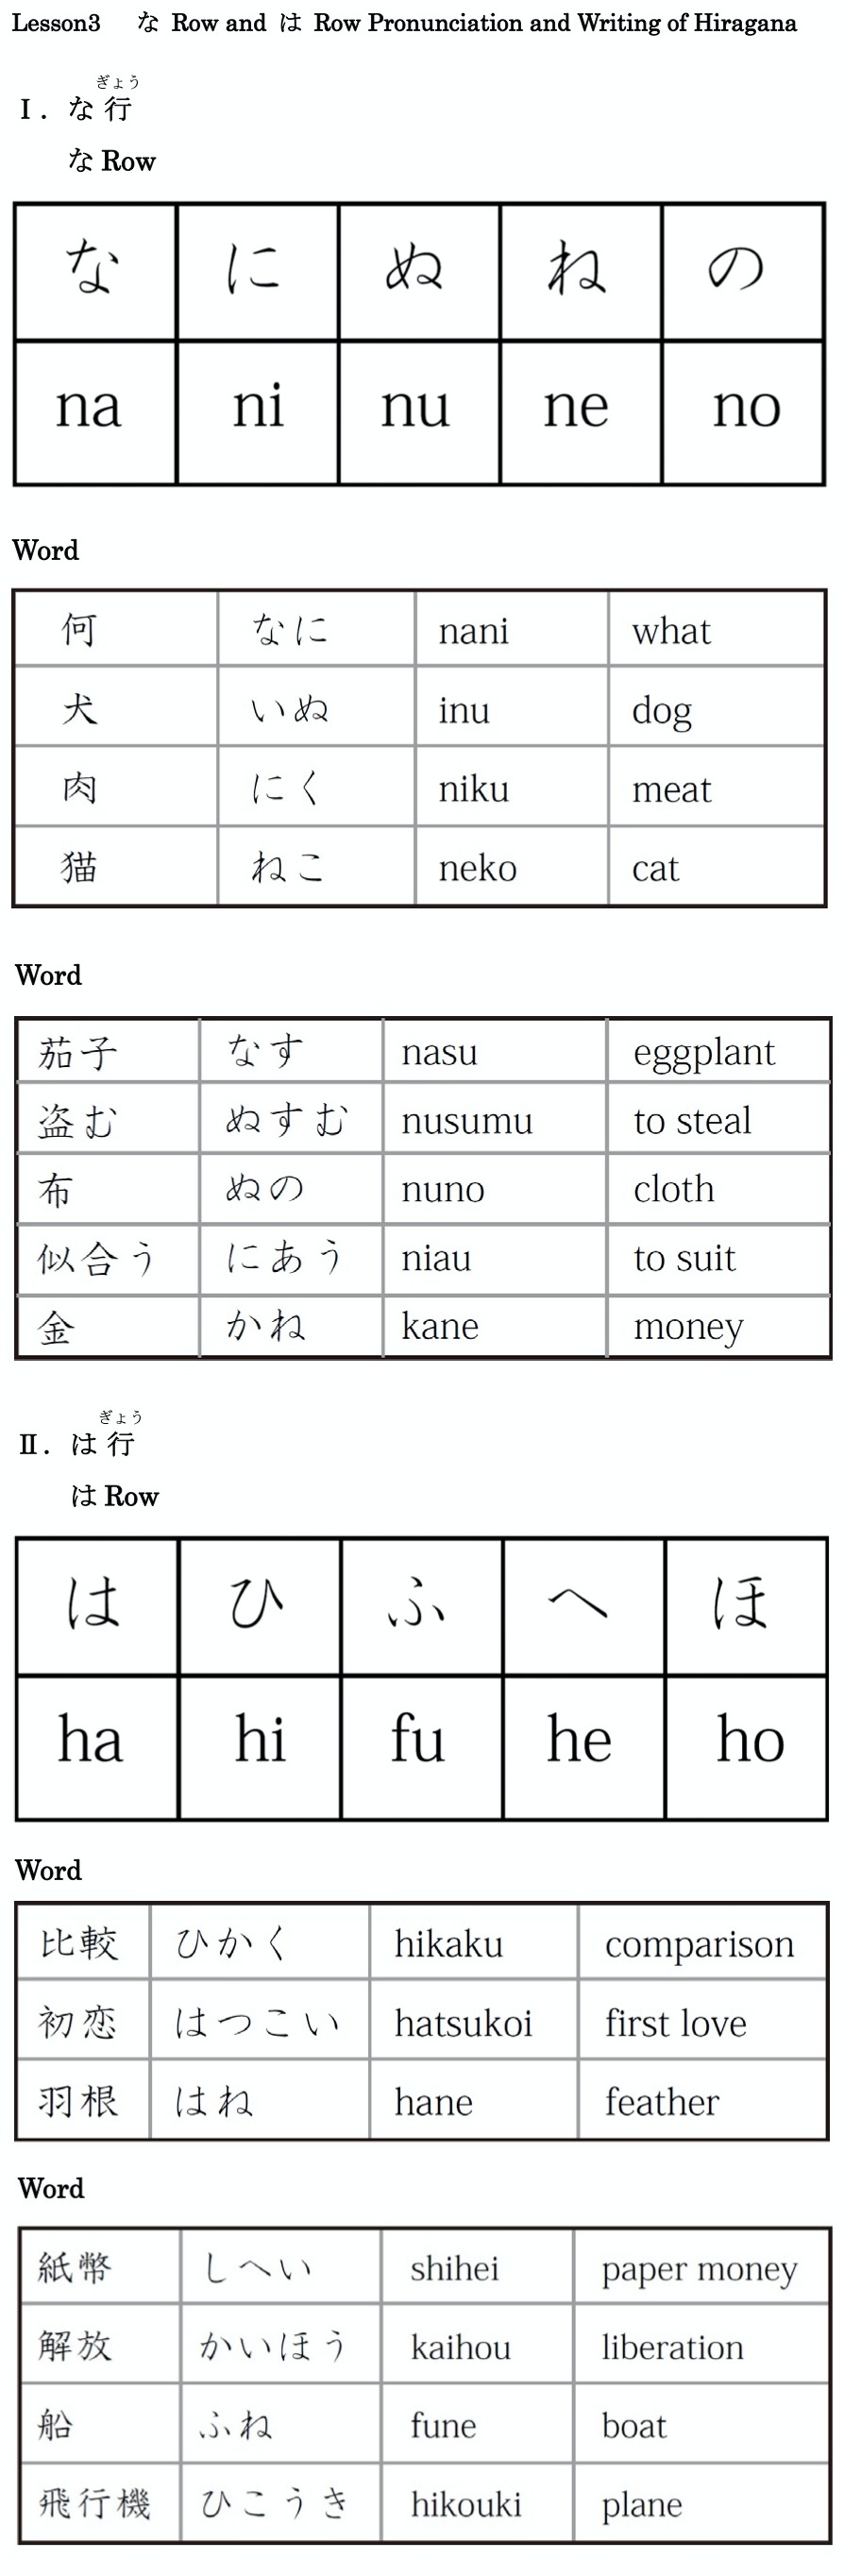 Lesson3 な Row and は Row Pronunciation and Writing of Hiragana
ぎょう
Ⅰ. な 行
な Row
な に ぬ ね の
na ni nu ne no
Word
何 なに nani what
犬 いぬ inu dog
肉 にく niku meat
猫 ねこ neko cat
Word
茄子 なす nasu eggplant
盗む ぬすむ nusumu to steal
布 ぬの nuno cloth
似合う にあう niau to suit
金 かね kane money
ぎょう
Ⅱ. は 行
は Row
は ひ ふ へ ほ
ha hi fu he ho
Word
比較 ひかく hikaku comparison
初恋 はつこい hatsukoi first love
羽根 はね hane feather
Word
紙幣 しへい shihei paper money
解放 かいほう kaihou liberation
船 ふね fune boat
飛行機 ひこうき hikouki plane